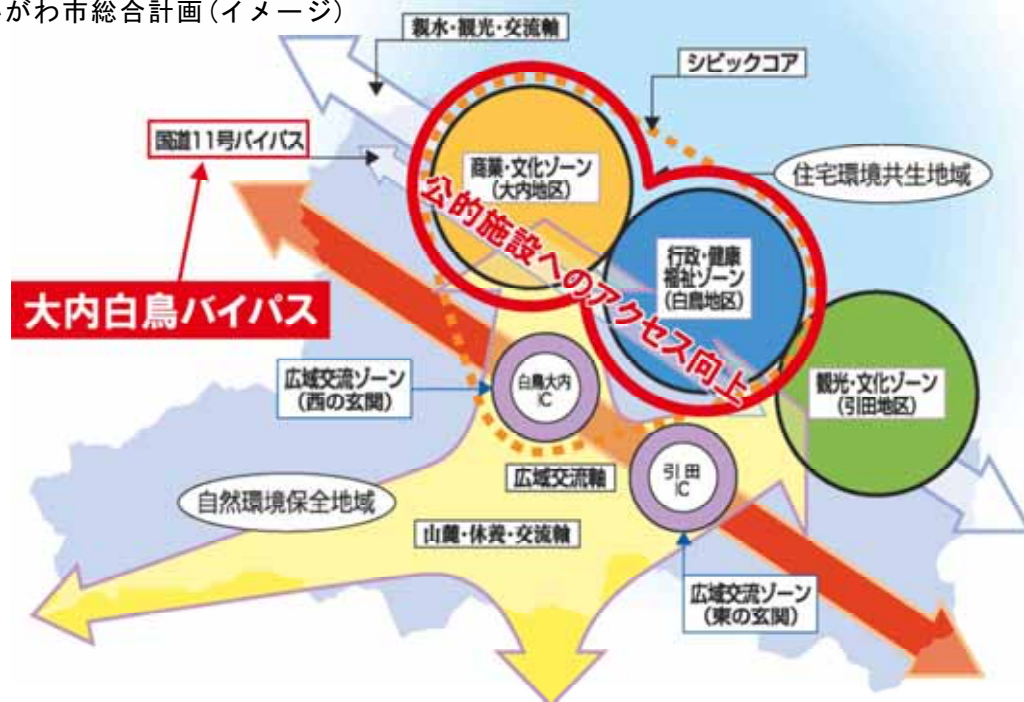 がわ市総合計画(イメージ)
親水・観光・交流軸
シビックコア
国道11号バイパス
商業・文化ゾーン
(大内地区)
住宅環境共生地域
公的施設へのアクセス向上
行政・健康
福祉ゾーン
(白鳥地区)
大内白鳥バイパス
広域交流ゾーン
(西の玄関)
白鳥大内
IC
観光・文化ゾーン
(引田地区)
広域交流軸
引田
IC
自然環境保全地域
山麓・休養・交流軸
広域交流ゾーン
(東の玄関)